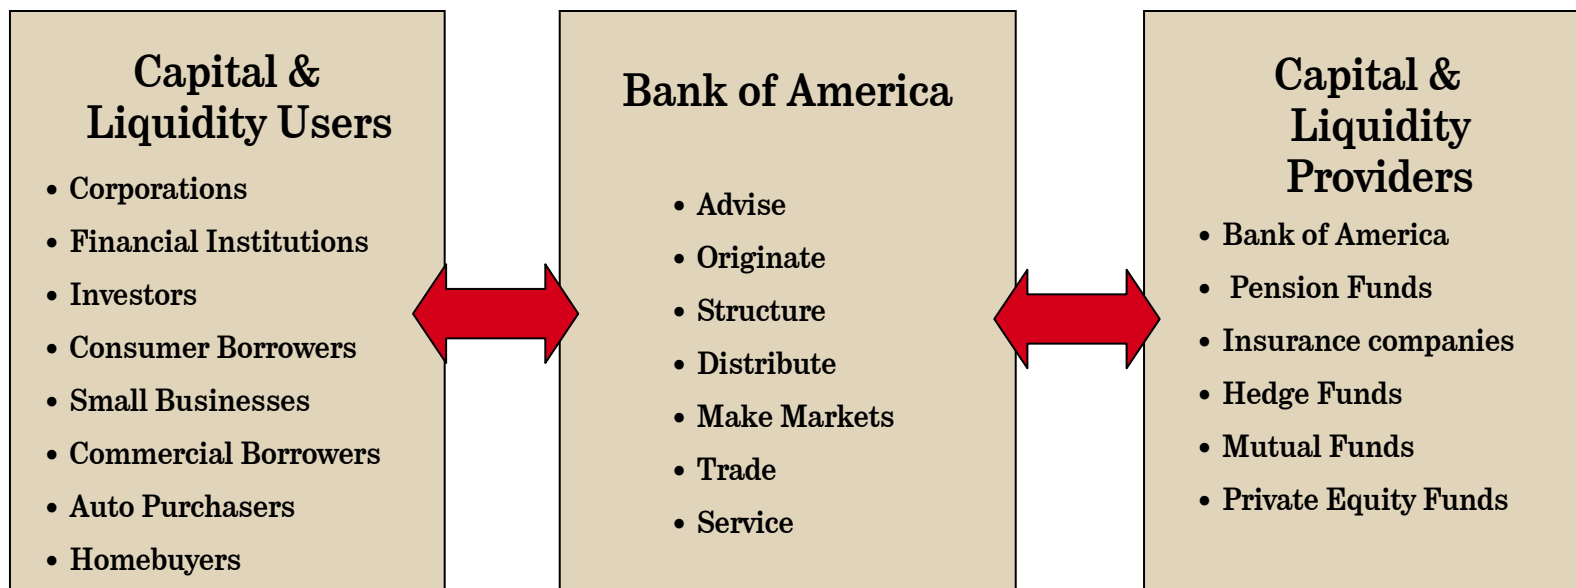 Capital &
Liquidity Users
• Corporations
• Financial Institutions
• Investors
• Consumer Borrowers
• Small Businesses
• Commercial Borrowers
• Auto Purchasers
• Homebuyers
Bank of America
• Advise
• Originate
• Structure
• Distribute
• Make Markets
• Trade
• Service
Capital &
Liquidity
Providers
• Bank of America
• Pension Funds
• Insurance companies
• Hedge Funds
• Mutual Funds
• Private Equity Funds